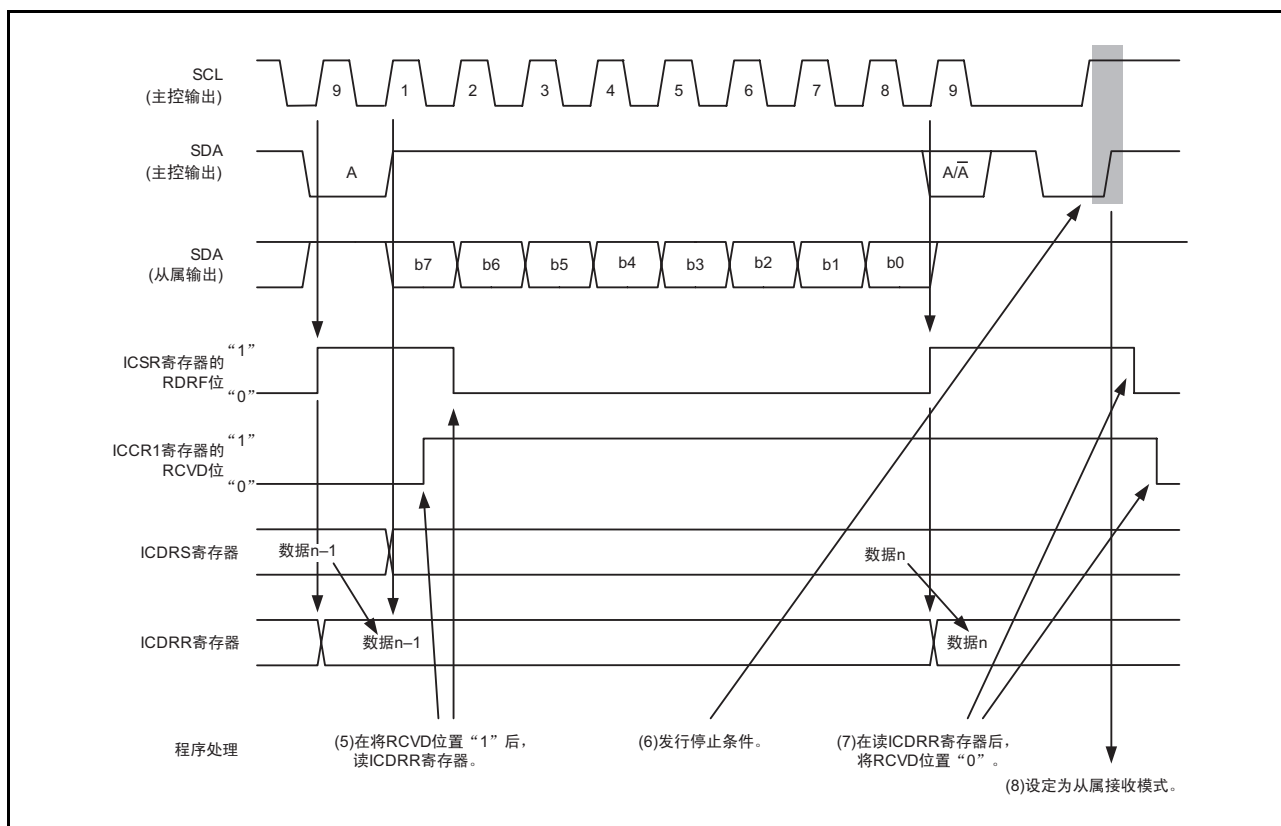 SCL
(主控输出)
9
1
2
3
4
5
6
7
8
9
SDA
(主控输出)
A
A/A̅
SDA
(从属输出)
b7
b6
b5
b4
b3
b2
b1
b0
ICSR寄存器的
RDRF位
“1”
“0”
ICCR1寄存器的
RCVD位
“1”
“0”
ICDRS寄存器
数据n–1
数据n
ICDRR寄存器
数据n–1
数据n
程序处理
(5)在将RCVD位置“1”后,
读ICDRR寄存器。
(6)发行停止条件。
(7)在读ICDRR寄存器后,
将RCVD位置“0”。
(8)设定为从属接收模式。